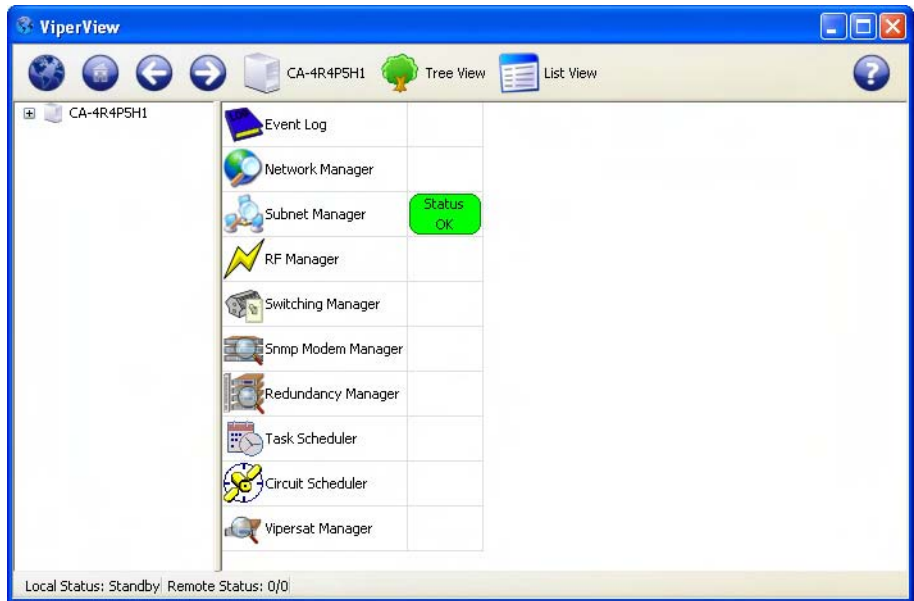 ViperView
CA-4R4P5H1 Tree View List View
CA-4R4P5H1
Event Log
Network Manager
Subnet Manager
Status
OK
RF Manager
Switching Manager
Snmp Modem Manager
Redundancy Manager
Task Scheduler
Circuit Scheduler
Vipersat Manager
Local Status: Standby Remote Status: 0/0